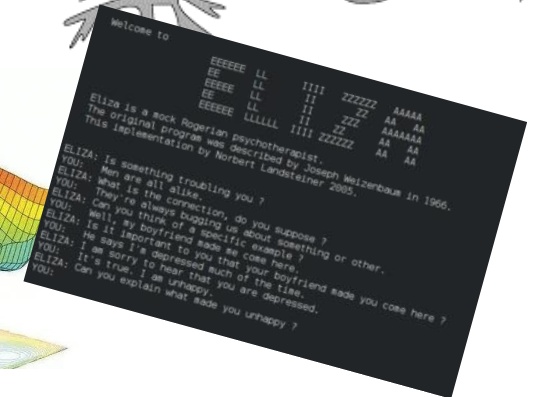 Welcome to
EEEEEE LL IIII ZZZZZZ AAAAA
EE LL II ZZ AA AA
EEEEE LL II ZZ AAAAAAA
EE LL II ZZ AA AA
EEEEEE LLLLLL IIII ZZZZZZ AA AA
Eliza is a mock Rogerian psychotherapist.
The original program was described by Joseph Weizenbaum in 1966.
This implementation by Norbert Landsteiner 2005.
ELIZA: Is something troubling you ?
YOU: Men are all alike.
ELIZA: What is the connection, do you suppose ?
YOU: They're always bugging us about something or other.
ELIZA: Can you think of a specific example ?
YOU: Well, my boyfriend made me come here.
ELIZA: Is it important to you that your boyfriend made you come here ?
YOU: He says I'm depressed much of the time.
ELIZA: I am sorry to hear that you are depressed.
YOU: It's true. I am unhappy.
ELIZA: Can you explain what made you unhappy ?
YOU: